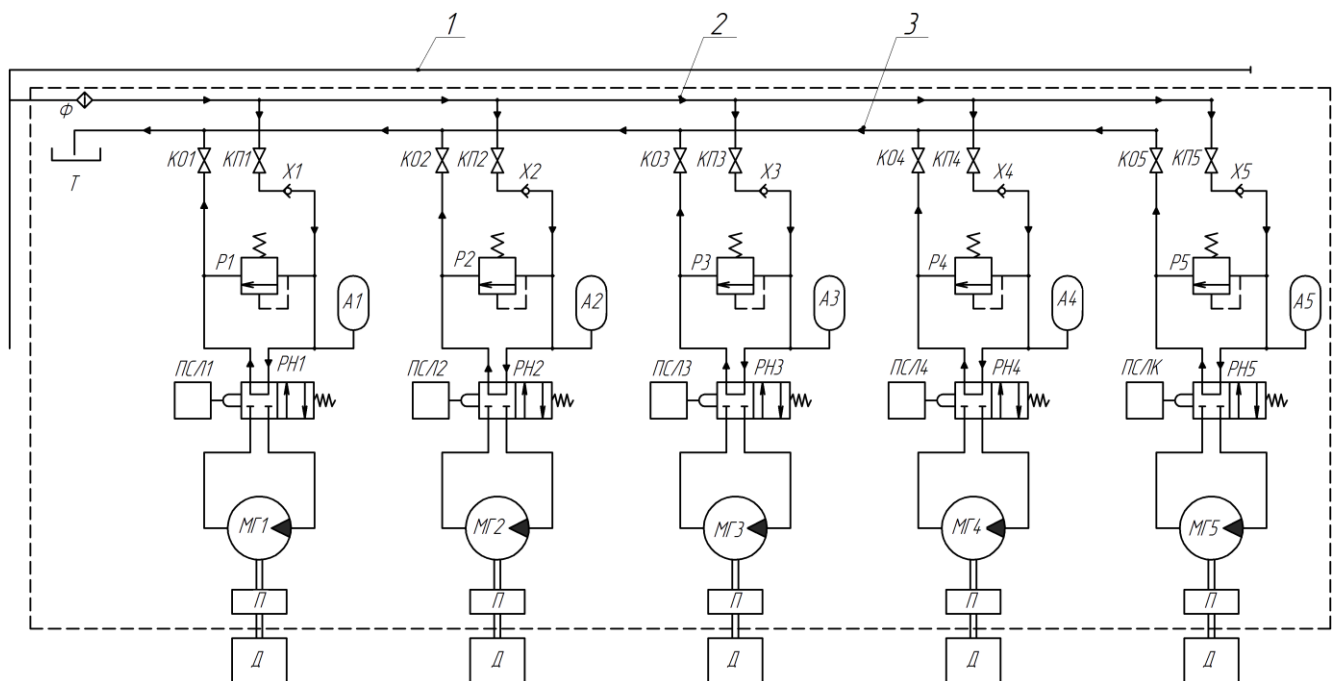 1 2 3
Ф
Т
КО1 КП1 Х1 КО2 КП2 Х2 КО3 КП3 Х3 КО4 КП4 Х4 КО5 КП5 Х5
Р1 Р2 Р3 Р4 Р5
А1 А2 А3 А4 А5
ПСЛ1 РН1 ПСЛ2 РН2 ПСЛ3 РН3 ПСЛ4 РН4 ПСЛК РН5
МГ1 МГ2 МГ3 МГ4 МГ5
П П П П П
Д Д Д Д Д